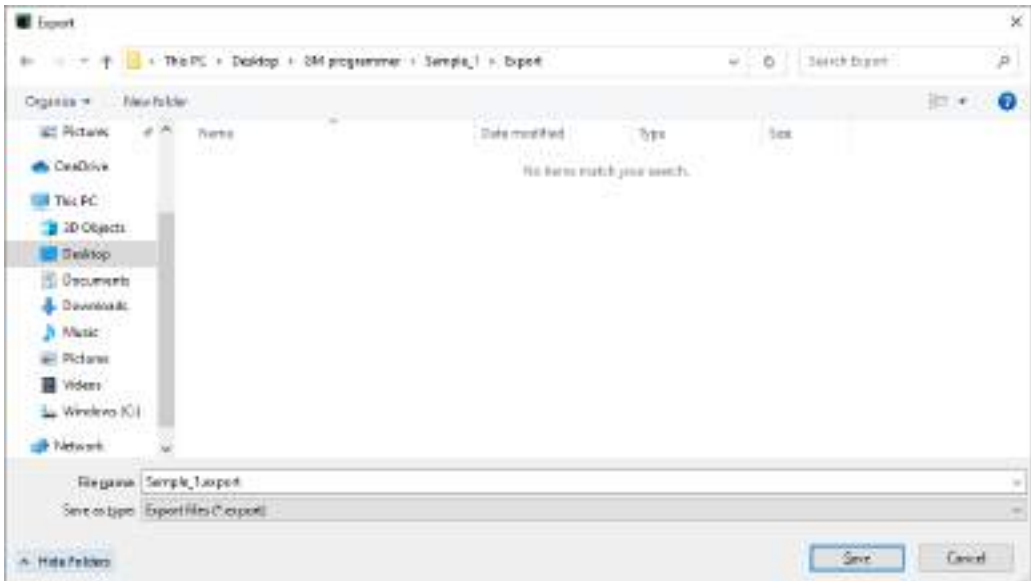 Export
This PC › Desktop › GM programmer › Sample_1 › Export
Search Export
Organize New folder
Pictures
Name Date modified Type Size
No items match your search.
OneDrive
This PC
3D Objects
Desktop
Documents
Downloads
Music
Pictures
Videos
Windows (C:)
Network
File name: Sample_1.export
Save as type: Export files (*.export)
Hide Folders Save Cancel